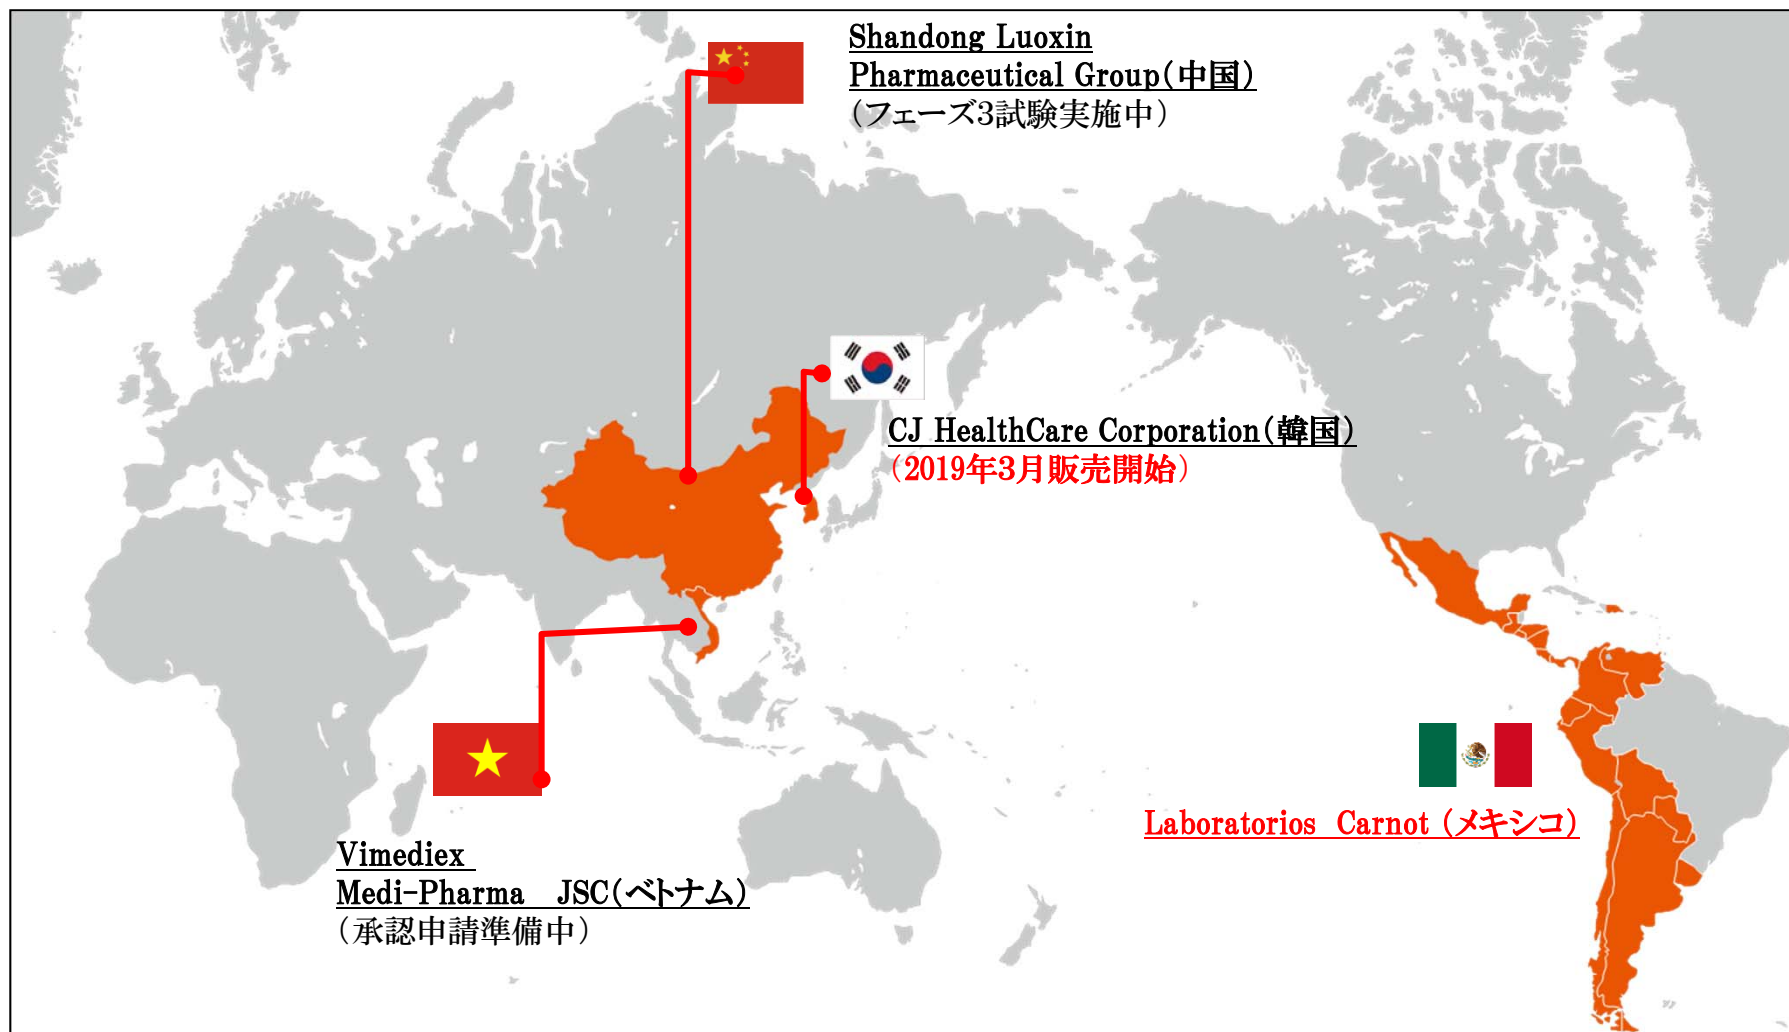 Shandong Luoxin
Pharmaceutical Group(中国)
(フェーズ3試験実施中)
CJ HealthCare Corporation(韓国)
(2019年3月販売開始)
Laboratorios Carnot (メキシコ)
Vimediex
Medi-Pharma JSC(ベトナム)
(承認申請準備中)